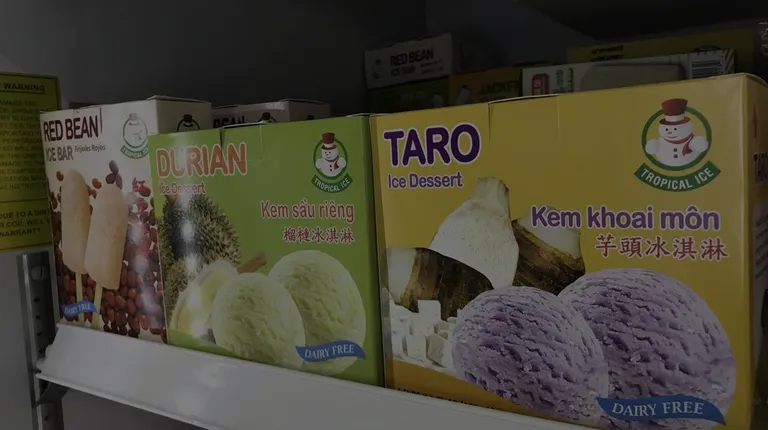 WARNING
RED BEAN
ICE BAR
Frijoles Rojos
TROPICAL ICE
DAIRY FREE
RED BEAN
ICE BAR
DURIAN
Ice Dessert
TROPICAL ICE
Kem sầu riêng
榴槤冰淇淋
DAIRY FREE
TARO
Ice Dessert
TROPICAL ICE
Kem khoai môn
芋頭冰淇淋
DAIRY FREE